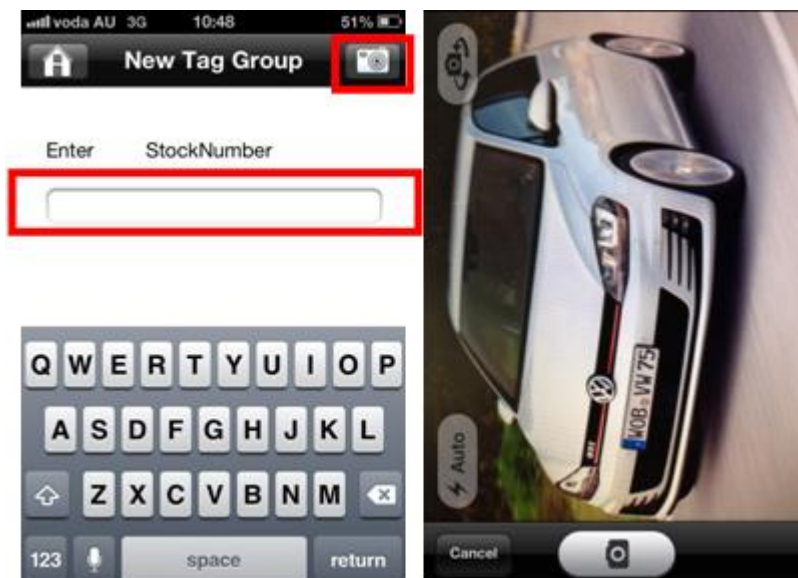 voda AU 3G 10:48 51%
New Tag Group
Enter StockNumber
Q W E R T Y U I O P
A S D F G H J K L
Z X C V B N M
123 space return
Auto
WOB VW 75
Cancel